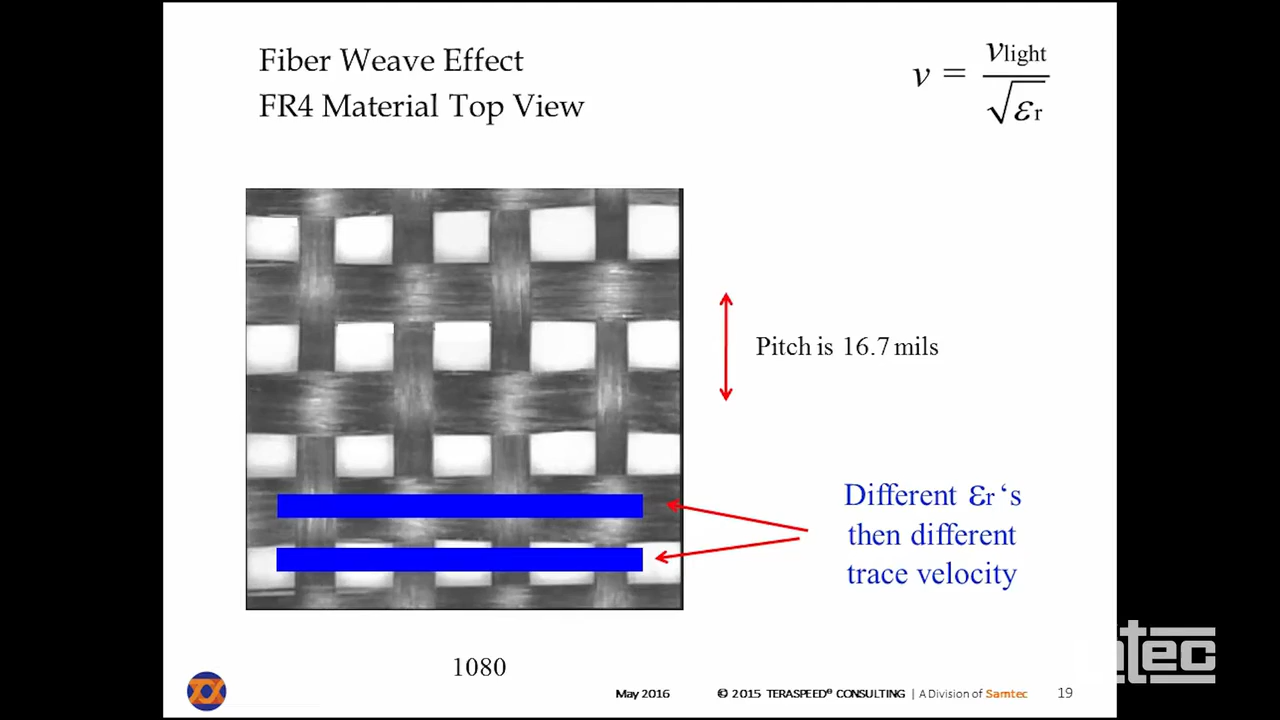 Fiber Weave Effect
FR4 Material Top View
v = vlight / √εr
Pitch is 16.7 mils
Different εr ‘s
then different
trace velocity
1080
May 2016
© 2015 TERASPEED® CONSULTING | A Division of Samtec
19